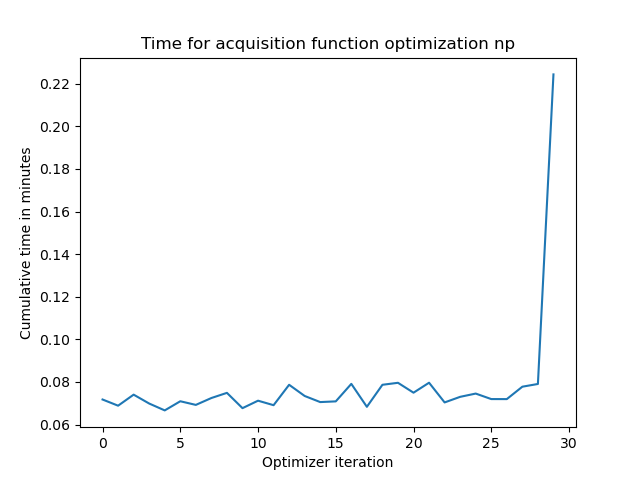 Time for acquisition function optimization np
Cumulative time in minutes
0.22
0.20
0.18
0.16
0.14
0.12
0.10
0.08
0.06
0 5 10 15 20 25 30
Optimizer iteration